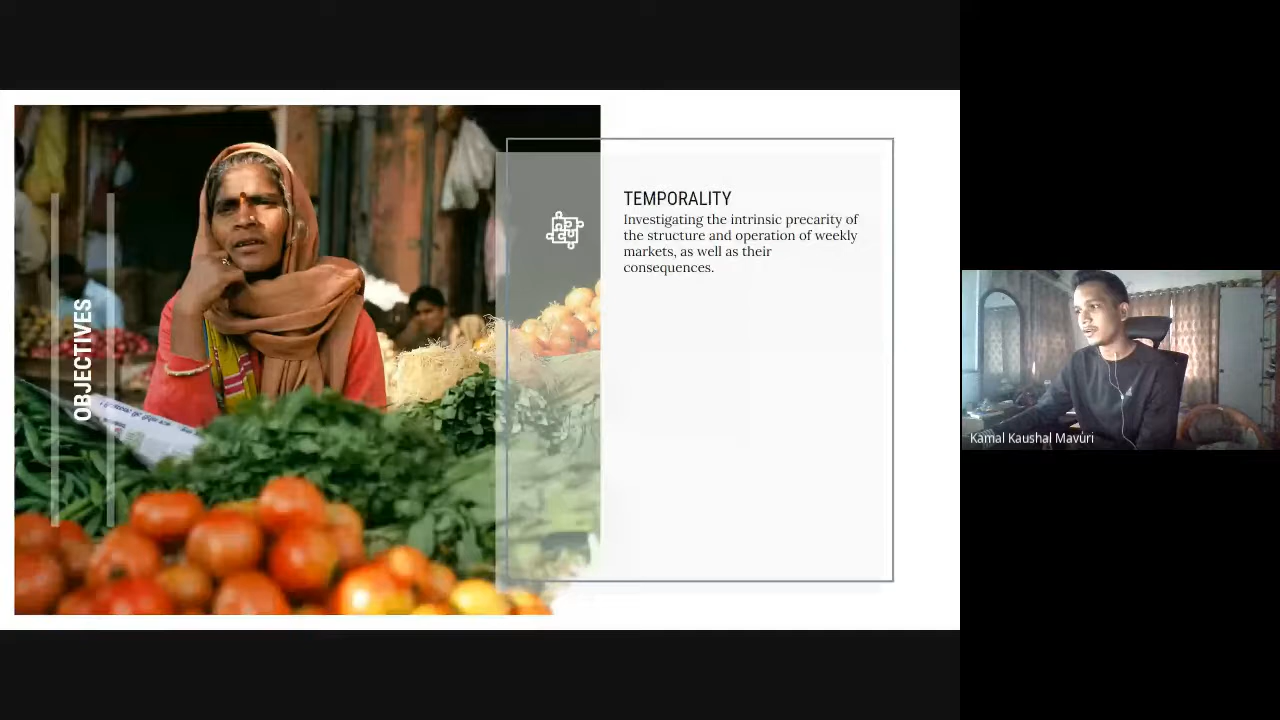 OBJECTIVES
TEMPORALITY
Investigating the intrinsic precarity of
the structure and operation of weekly
markets, as well as their
consequences.
Kamal Kaushal Mavuri